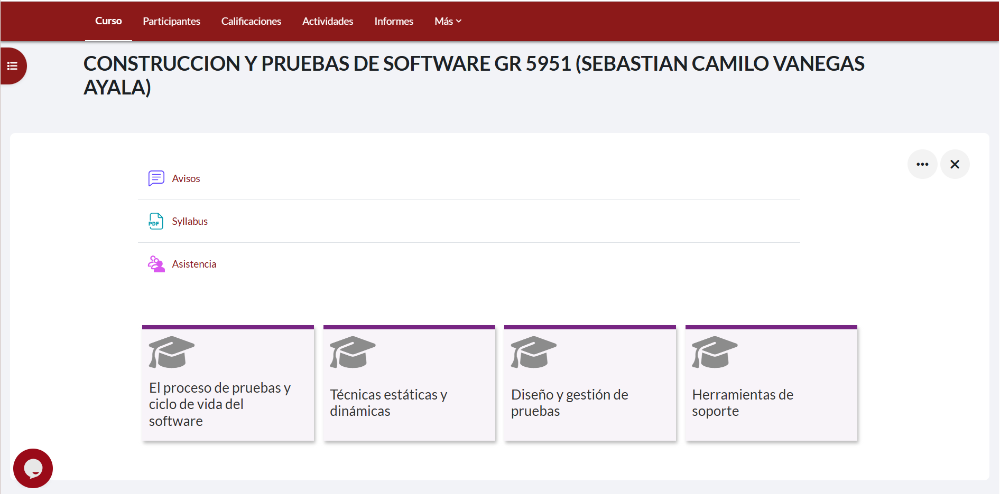 Curso Participantes Calificaciones Actividades Informes Más
CONSTRUCCION Y PRUEBAS DE SOFTWARE GR 5951 (SEBASTIAN CAMILO VANEGAS
AYALA)
Avisos
PDF Syllabus
Asistencia
El proceso de pruebas y
ciclo de vida del
software
Técnicas estáticas y
dinámicas
Diseño y gestión de
pruebas
Herramientas de
soporte